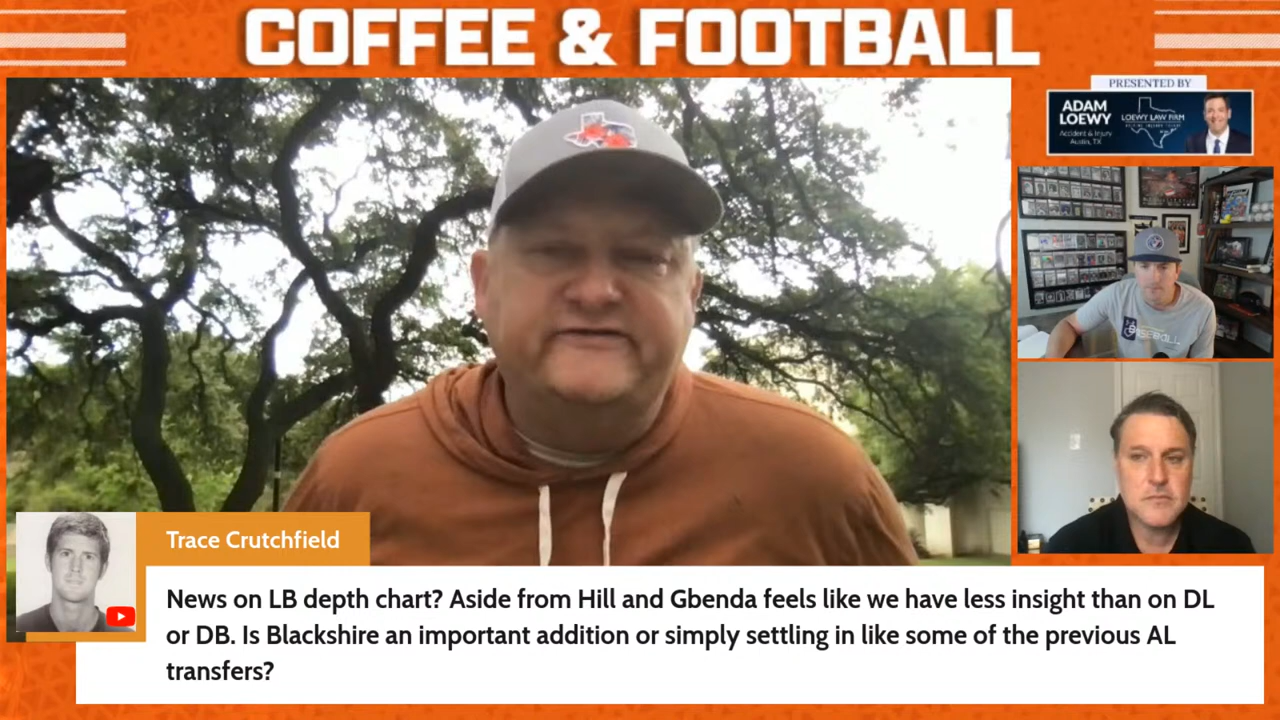 COFFEE & FOOTBALL
PRESENTED BY
ADAM
LOEWY
Accident & Injury
Austin, TX
LOEWY LAW FIRM
BASEBALL
Trace Crutchfield
News on LB depth chart? Aside from Hill and Gbenda feels like we have less insight than on DL
or DB. Is Blackshire an important addition or simply settling in like some of the previous AL
transfers?